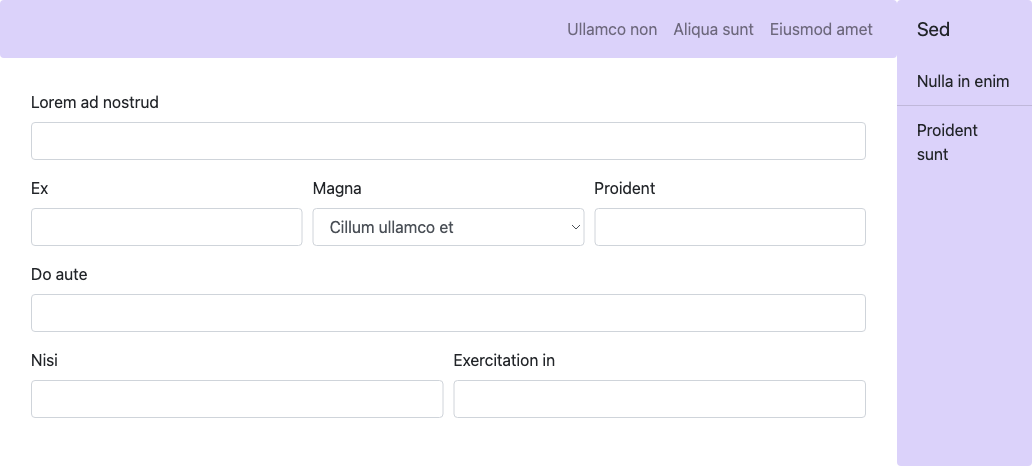 Ullamco non
Aliqua sunt
Eiusmod amet
Lorem ad nostrud
Ex
Magna
Proident
Cillum ullamco et
Do aute
Nisi
Exercitation in
Sed
Nulla in enim
Proident
sunt